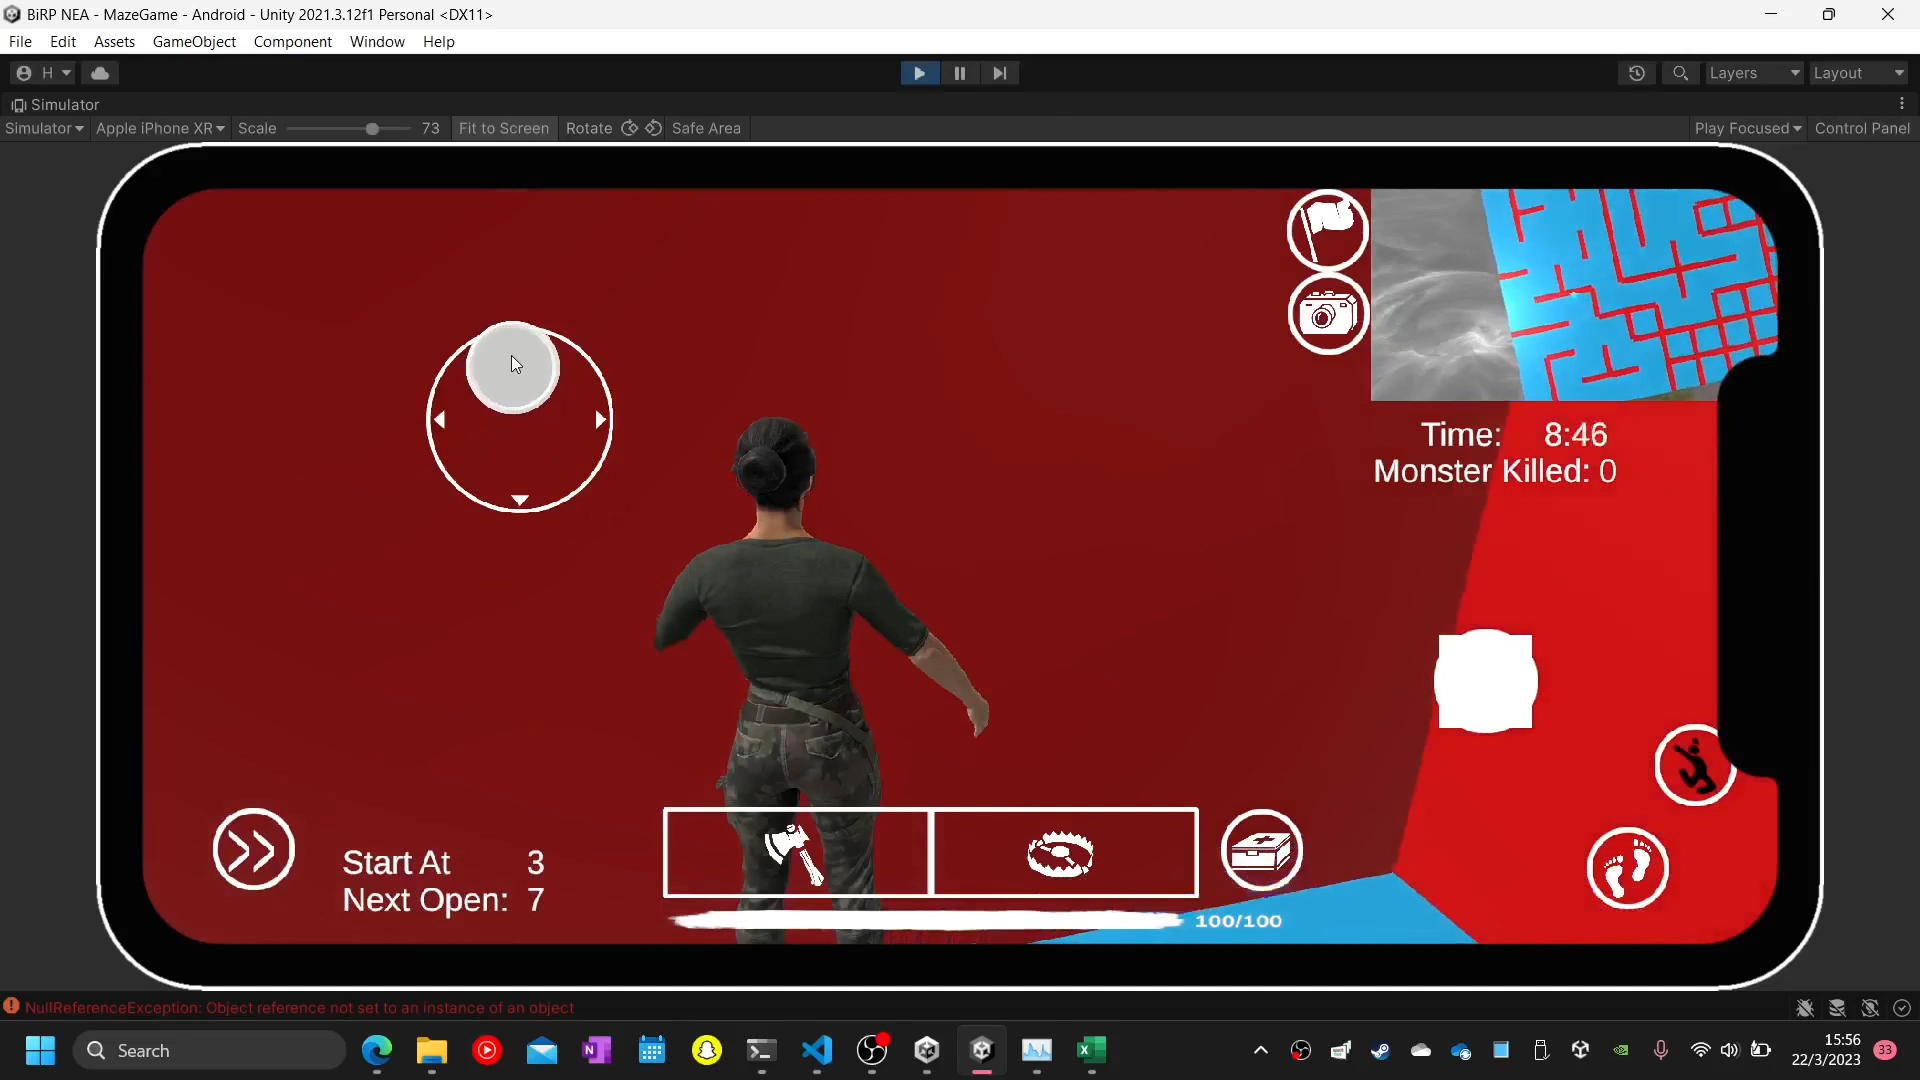 BiRP NEA - MazeGame - Android - Unity 2021.3.12f1 Personal <DX11>
File Edit Assets GameObject Component Window Help
H Layers Layout
Simulator
Simulator Apple iPhone XR Scale 73 Fit to Screen Rotate Safe Area Play Focused Control Panel
Time: 8:46
Monster Killed: 0
Start At 3
Next Open: 7
100/100
NullReferenceException: Object reference not set to an instance of an object
Search
15:56
22/3/2023
33